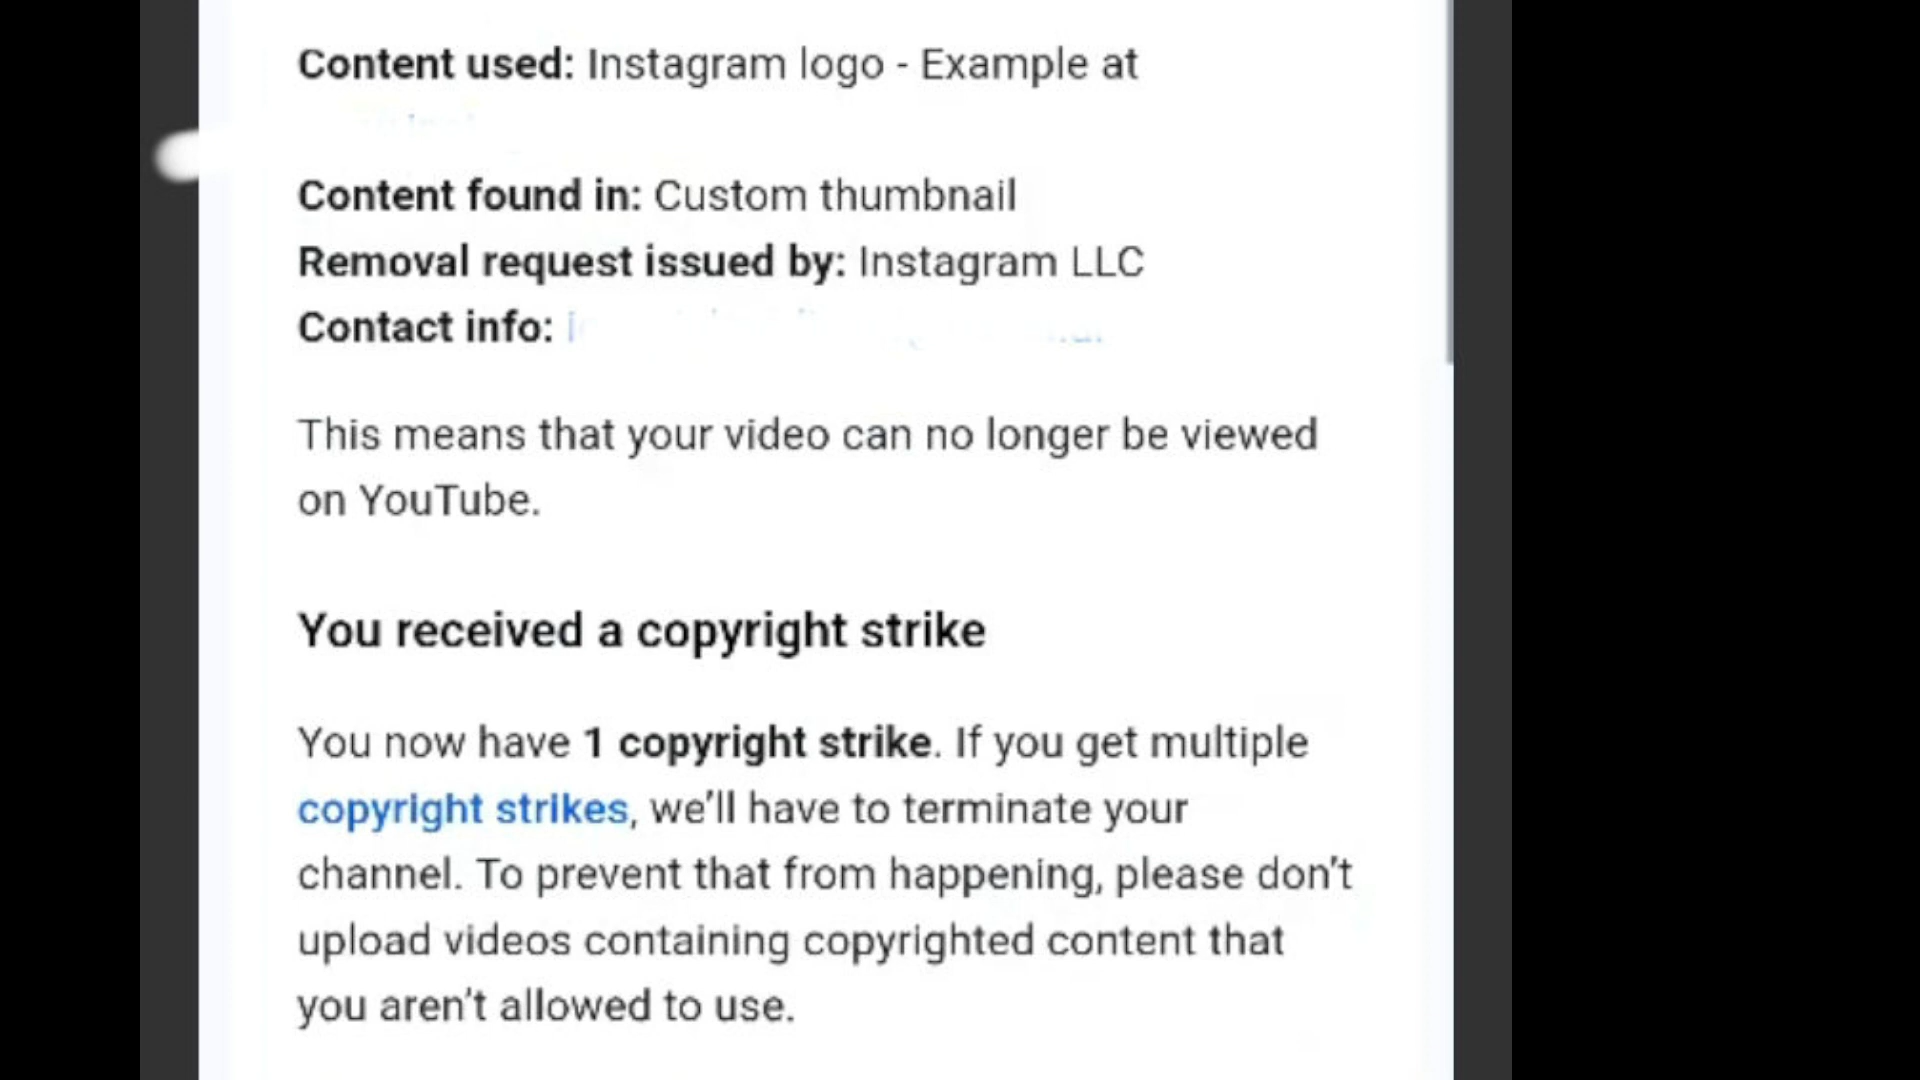 Content used: Instagram logo - Example at
Content found in: Custom thumbnail
Removal request issued by: Instagram LLC
Contact info:
This means that your video can no longer be viewed
on YouTube.
You received a copyright strike
You now have 1 copyright strike. If you get multiple
copyright strikes, we'll have to terminate your
channel. To prevent that from happening, please don't
upload videos containing copyrighted content that
you aren't allowed to use.